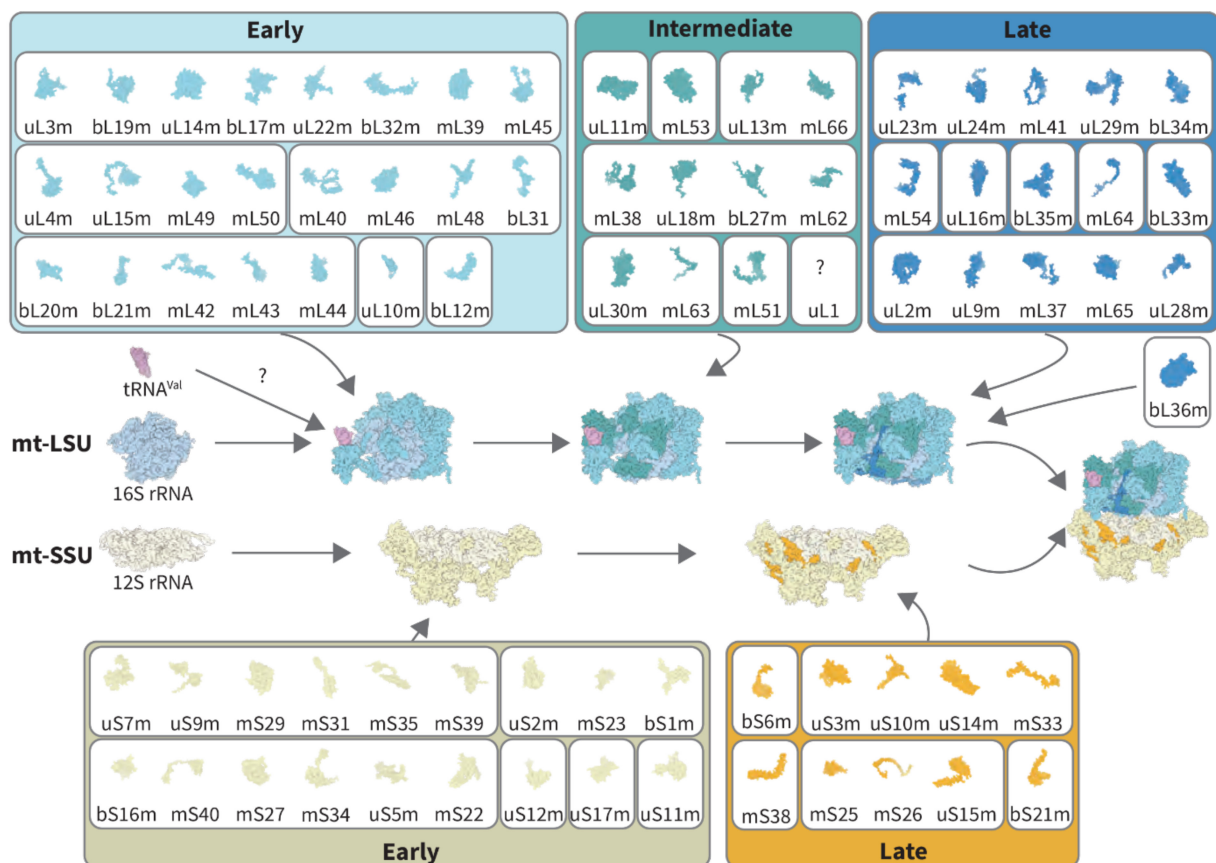 Early
Intermediate
Late
uL3m bL19m uL14m bL17m uL22m bL32m mL39 mL45
uL11m mL53 uL13m mL66
uL23m uL24m mL41 uL29m bL34m
uL4m uL15m mL49 mL50 mL40 mL46 mL48 bL31
mL38 uL18m bL27m mL62
mL54 uL16m bL35m mL64 bL33m
bL20m bL21m mL42 mL43 mL44 uL10m bL12m
?
uL30m mL63 mL51 uL1
uL2m uL9m mL37 mL65 uL28m
tRNAVal
?
bL36m
mt-LSU
16S rRNA
mt-SSU
12S rRNA
uS7m uS9m mS29 mS31 mS35 mS39 uS2m mS23 bS1m
bS6m uS3m uS10m uS14m mS33
bS16m mS40 mS27 mS34 uS5m mS22 uS12m uS17m uS11m
mS38 mS25 mS26 uS15m bS21m
Early
Late